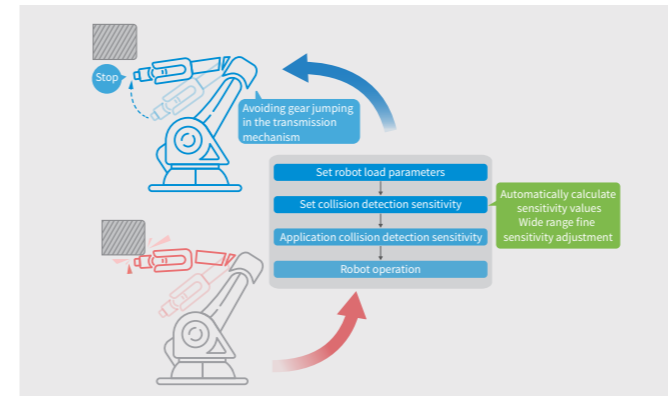 Stop
Avoiding gear jumping
in the transmission
mechanism
Set robot load parameters
Set collision detection sensitivity
Application collision detection sensitivity
Robot operation
Automatically calculate
sensitivity values
Wide range fine
sensitivity adjustment